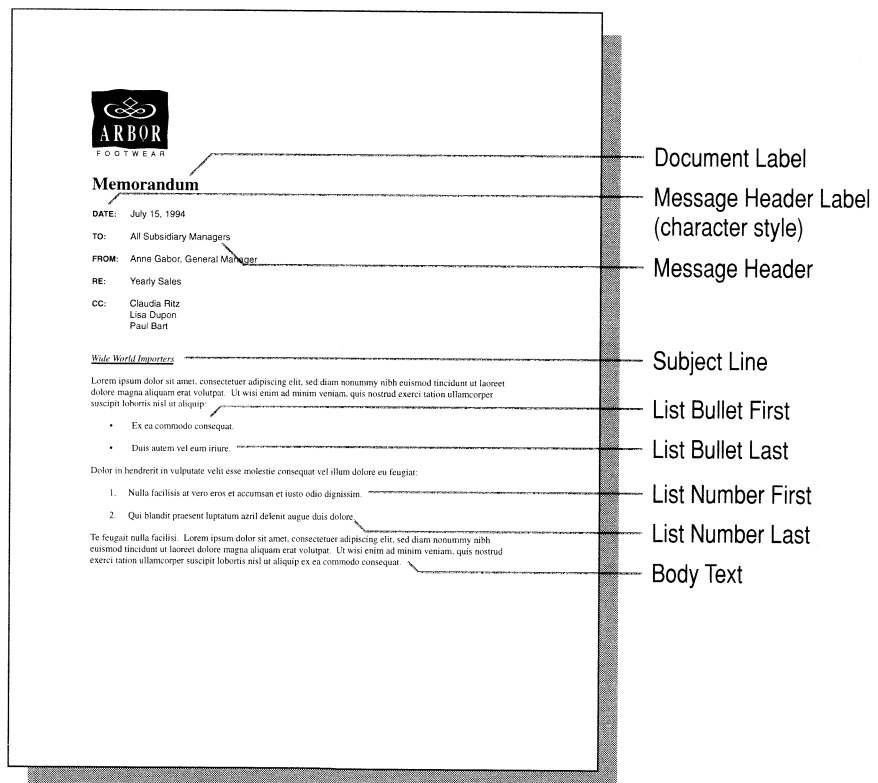 ARBOR
FOOTWEAR
Memorandum
DATE: July 15, 1994
TO: All Subsidiary Managers
FROM: Anne Gabor, General Manager
RE: Yearly Sales
CC: Claudia Ritz
Lisa Dupon
Paul Bart
Wide World Importers
Lorem ipsum dolor sit amet, consectetuer adipiscing elit, sed diam nonummy nibh euismod tincidunt ut laoreet
dolore magna aliquam erat volutpat. Ut wisi enim ad minim veniam, quis nostrud exerci tation ullamcorper
suscipit lobortis nisl ut aliquip:
• Ex ea commodo consequat.
• Duis autem vel eum iriure.
Dolor in hendrerit in vulputate velit esse molestie consequat vel illum dolore eu feugiat:
1. Nulla facilisis at vero eros et accumsan et iusto odio dignissim.
2. Qui blandit praesent luptatum azril delenit augue duis dolore.
Te feugait nulla facilisi. Lorem ipsum dolor sit amet, consectetuer adipiscing elit, sed diam nonummy nibh
euismod tincidunt ut laoreet dolore magna aliquam erat volutpat. Ut wisi enim ad minim veniam, quis nostrud
exerci tation ullamcorper suscipit lobortis nisl ut aliquip ex ea commodo consequat.
Document Label
Message Header Label
(character style)
Message Header
Subject Line
List Bullet First
List Bullet Last
List Number First
List Number Last
Body Text